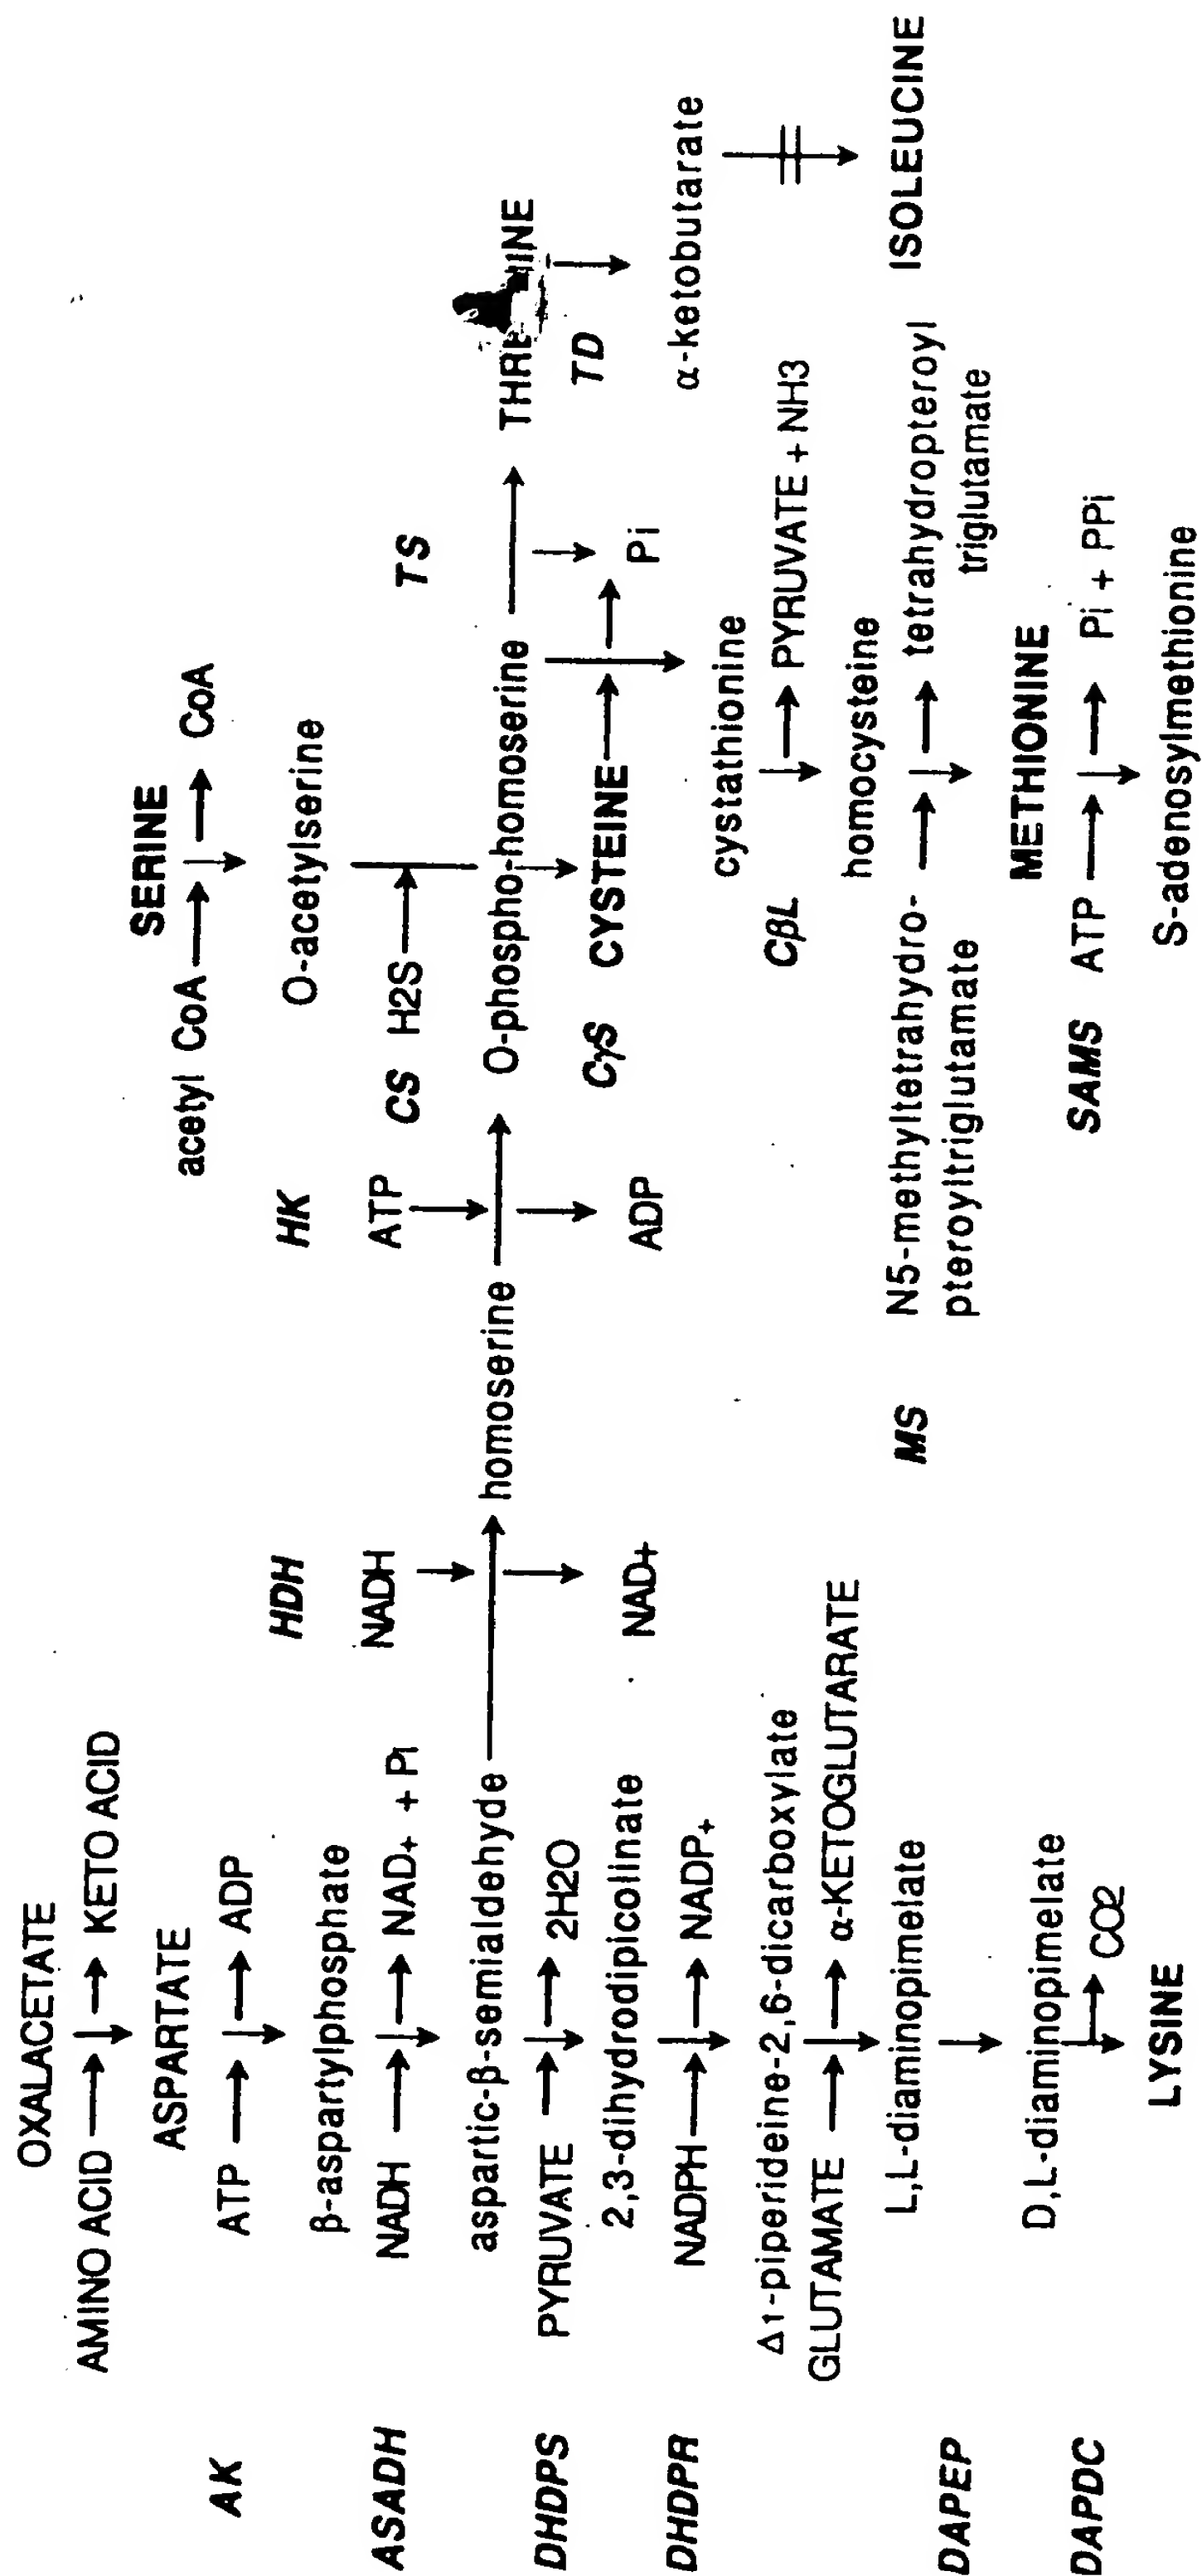 OXALACETATE
AMINO ACID KETO ACID
ASPARTATE
AK ATP ADP
β-aspartylphosphate
ASADH NADH NAD+ + Pi
aspartic-β-semialdehyde
DHDPS PYRUVATE 2H2O
2,3-dihydrodipicolinate
DHDPR NADPH NADP+
Δ1-piperideine-2,6-dicarboxylate
GLUTAMATE α-KETOGLUTARATE
L,L-diaminopimelate
DAPEP
D,L-diaminopimelate
DAPDC CO2
LYSINE
HDH
NADH
homoserine
NAD+
HK
ATP
O-phospho-homoserine
ADP
SERINE
acetyl CoA CoA
O-acetylserine
CS H2S
CγS CYSTEINE
Pi
TS
THREONINE
TD
α-ketobutarate
ISOLEUCINE
cystathionine
CβL PYRUVATE + NH3
homocysteine
MS N5-methyltetrahydro- tetrahydropteroyl
pteroyltriglutamate triglutamate
METHIONINE
SAMS ATP Pi + PPi
S-adenosylmethionine